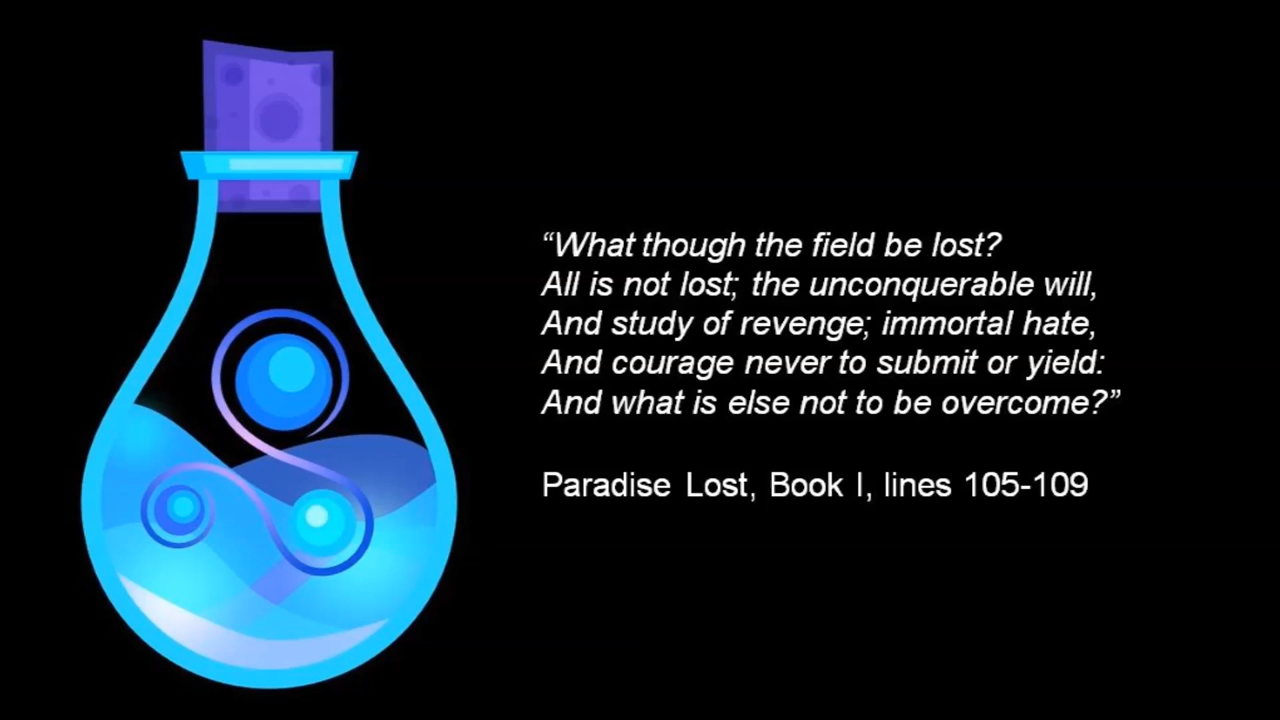 “What though the field be lost?
All is not lost; the unconquerable will,
And study of revenge; immortal hate,
And courage never to submit or yield:
And what is else not to be overcome?”
Paradise Lost, Book I, lines 105-109